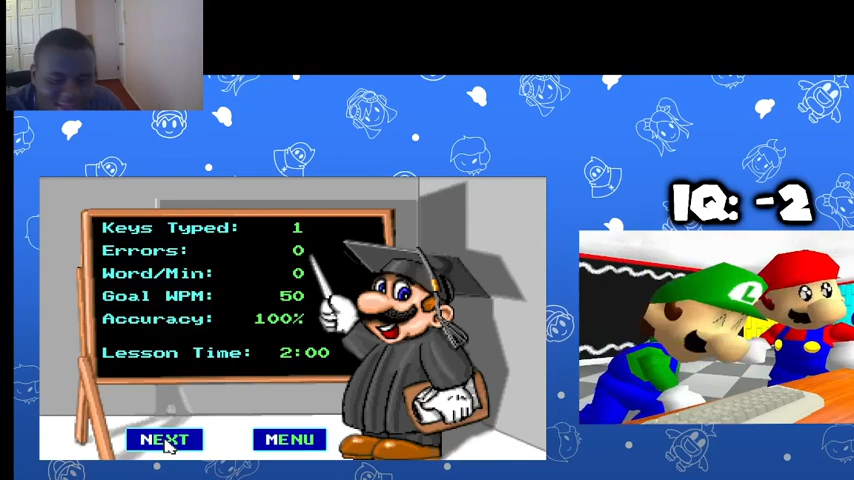 IQ: -2
Keys Typed: 1
Errors: 0
Word/Min: 0
Goal WPM: 50
Accuracy: 100%
Lesson Time: 2:00
NEXT MENU
L